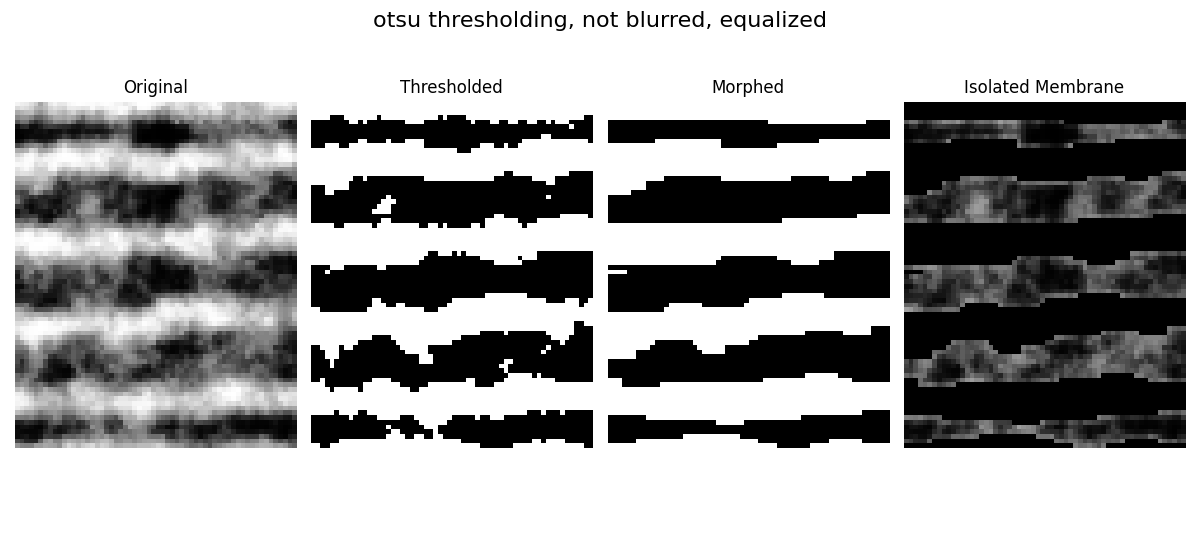 otsu thresholding, not blurred, equalized
Original
Thresholded
Morphed
Isolated Membrane